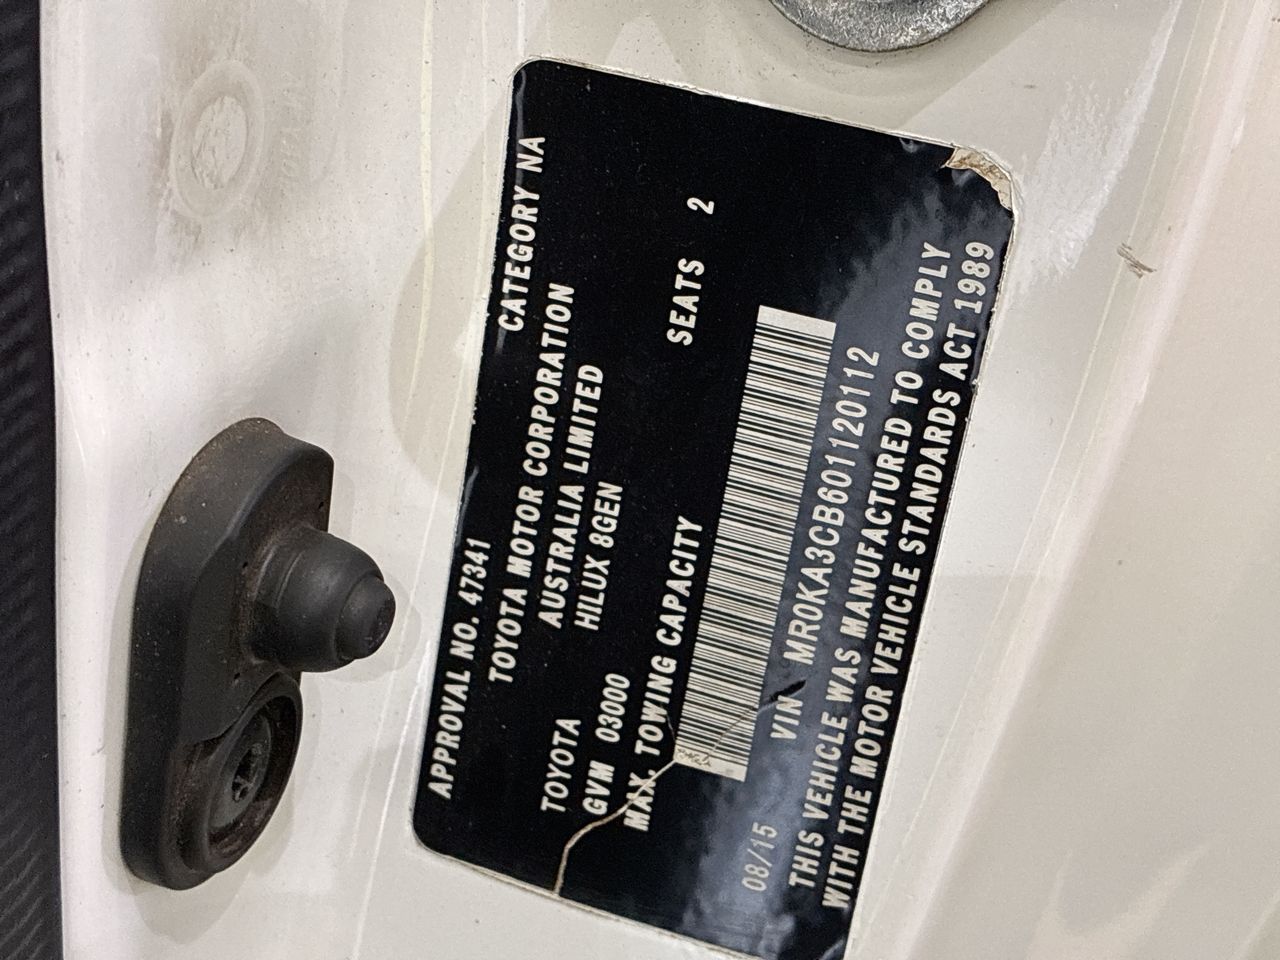 APPROVAL NO. 47341 CATEGORY NA
TOYOTA MOTOR CORPORATION
TOYOTA AUSTRALIA LIMITED
GVM 03000 HILUX 8GEN
MAX. TOWING CAPACITY SEATS 2
08/15 VIN MR0KA3CB601120112
THIS VEHICLE WAS MANUFACTURED TO COMPLY
WITH THE MOTOR VEHICLE STANDARDS ACT 1989